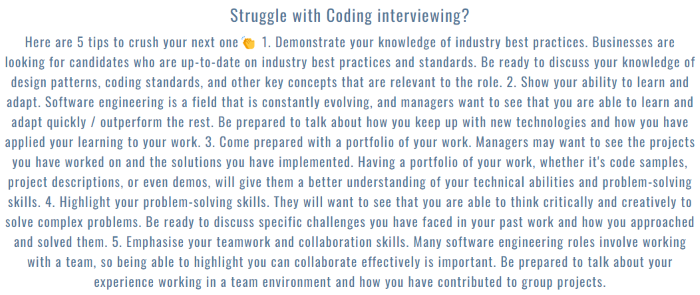 Struggle with Coding interviewing?
Here are 5 tips to crush your next one👏 1. Demonstrate your knowledge of industry best practices. Businesses are
looking for candidates who are up-to-date on industry best practices and standards. Be ready to discuss your knowledge of
design patterns, coding standards, and other key concepts that are relevant to the role. 2. Show your ability to learn and
adapt. Software engineering is a field that is constantly evolving, and managers want to see that you are able to learn and
adapt quickly / outperform the rest. Be prepared to talk about how you keep up with new technologies and how you have
applied your learning to your work. 3. Come prepared with a portfolio of your work. Managers may want to see the projects
you have worked on and the solutions you have implemented. Having a portfolio of your work, whether it's code samples,
project descriptions, or even demos, will give them a better understanding of your technical abilities and problem-solving
skills. 4. Highlight your problem-solving skills. They will want to see that you are able to think critically and creatively to
solve complex problems. Be ready to discuss specific challenges you have faced in your past work and how you approached
and solved them. 5. Emphasise your teamwork and collaboration skills. Many software engineering roles involve working
with a team, so being able to highlight you can collaborate effectively is important. Be prepared to talk about your
experience working in a team environment and how you have contributed to group projects.